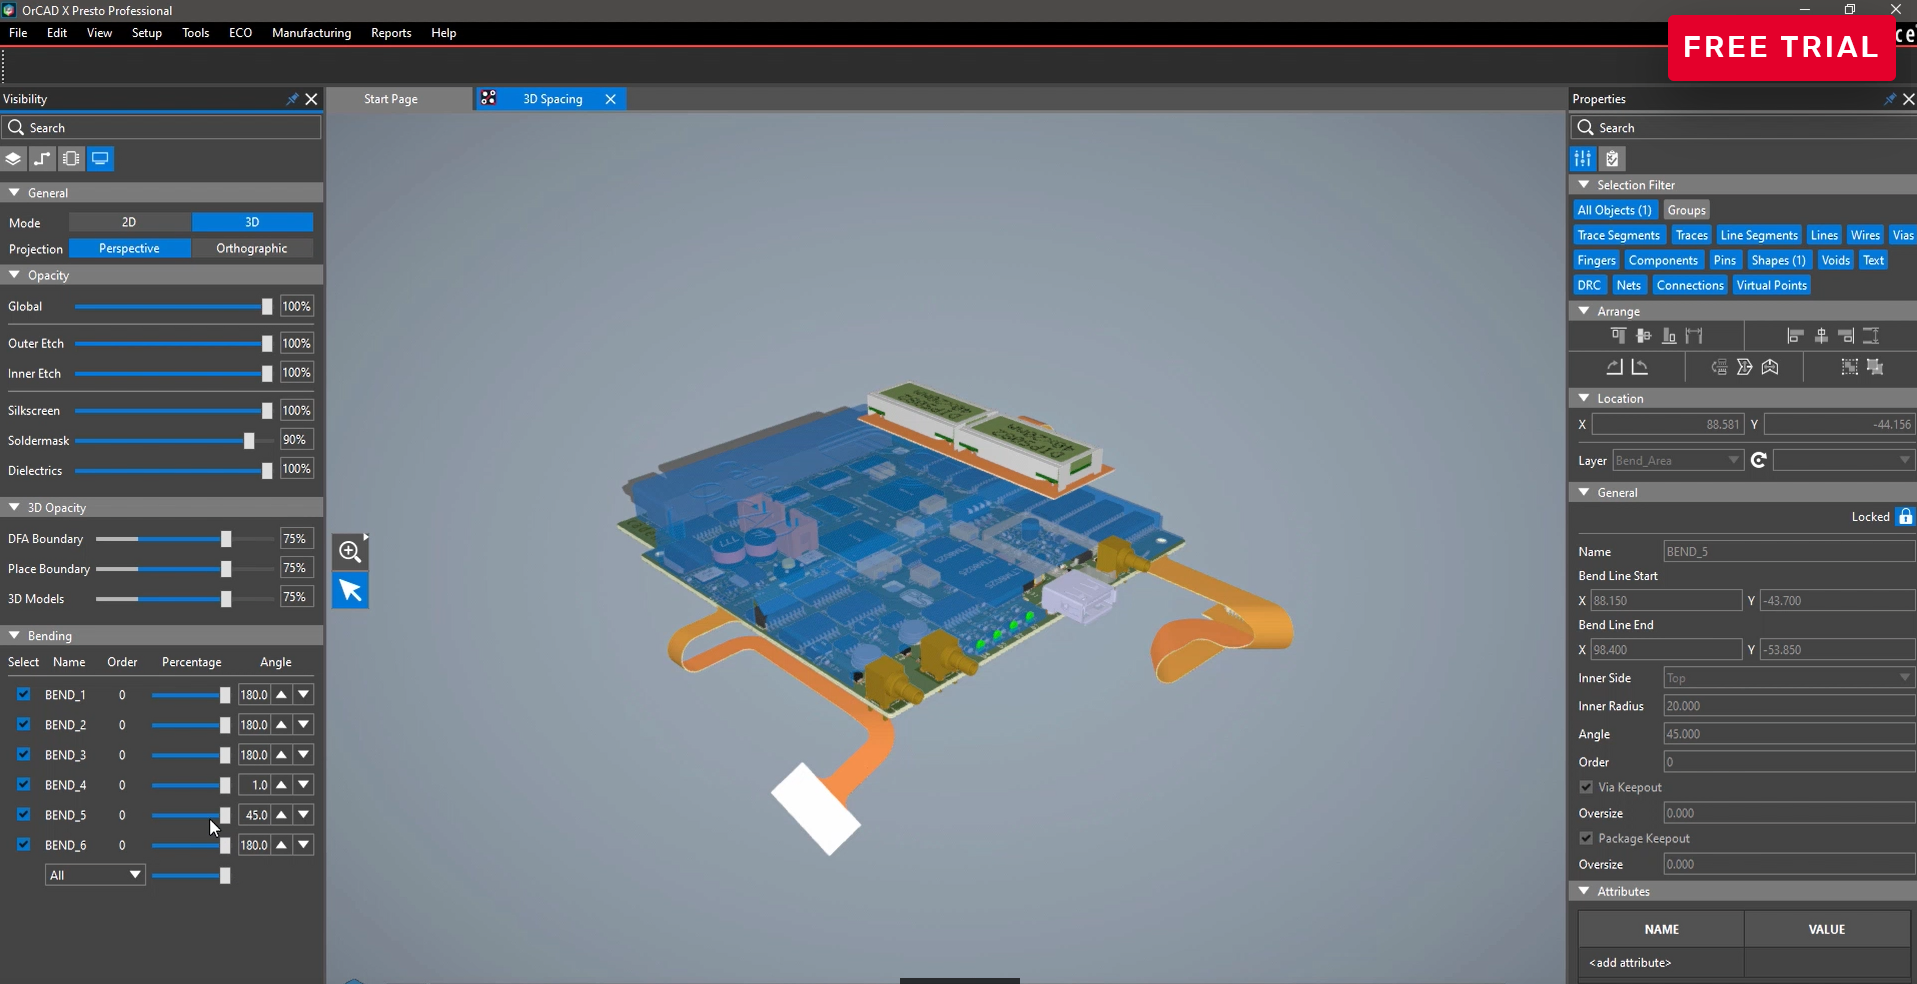 OrCAD X Presto Professional
File Edit View Setup Tools ECO Manufacturing Reports Help
FREE TRIAL
ce
Visibility
Start Page
3D Spacing
Properties
Search
Search
General
Mode 2D 3D
Projection Perspective Orthographic
Opacity
Global 100%
Outer Etch 100%
Inner Etch 100%
Silkscreen 100%
Soldermask 90%
Dielectrics 100%
3D Opacity
DFA Boundary 75%
Place Boundary 75%
3D Models 75%
Bending
Select Name Order Percentage Angle
BEND_1 0 180.0
BEND_2 0 180.0
BEND_3 0 180.0
BEND_4 0 1.0
BEND_5 0 45.0
BEND_6 0 180.0
All
Selection Filter
All Objects (1) Groups
Trace Segments Traces Line Segments Lines Wires Vias
Fingers Components Pins Shapes (1) Voids Text
DRC Nets Connections Virtual Points
Arrange
Location
X 88.581 Y -44.156
Layer Bend_Area
General
Locked
Name BEND_5
Bend Line Start
X 88.150 Y -43.700
Bend Line End
X 98.400 Y -53.850
Inner Side Top
Inner Radius 20.000
Angle 45.000
Order 0
Via Keepout
Oversize 0.000
Package Keepout
Oversize 0.000
Attributes
NAME VALUE
<add attribute>